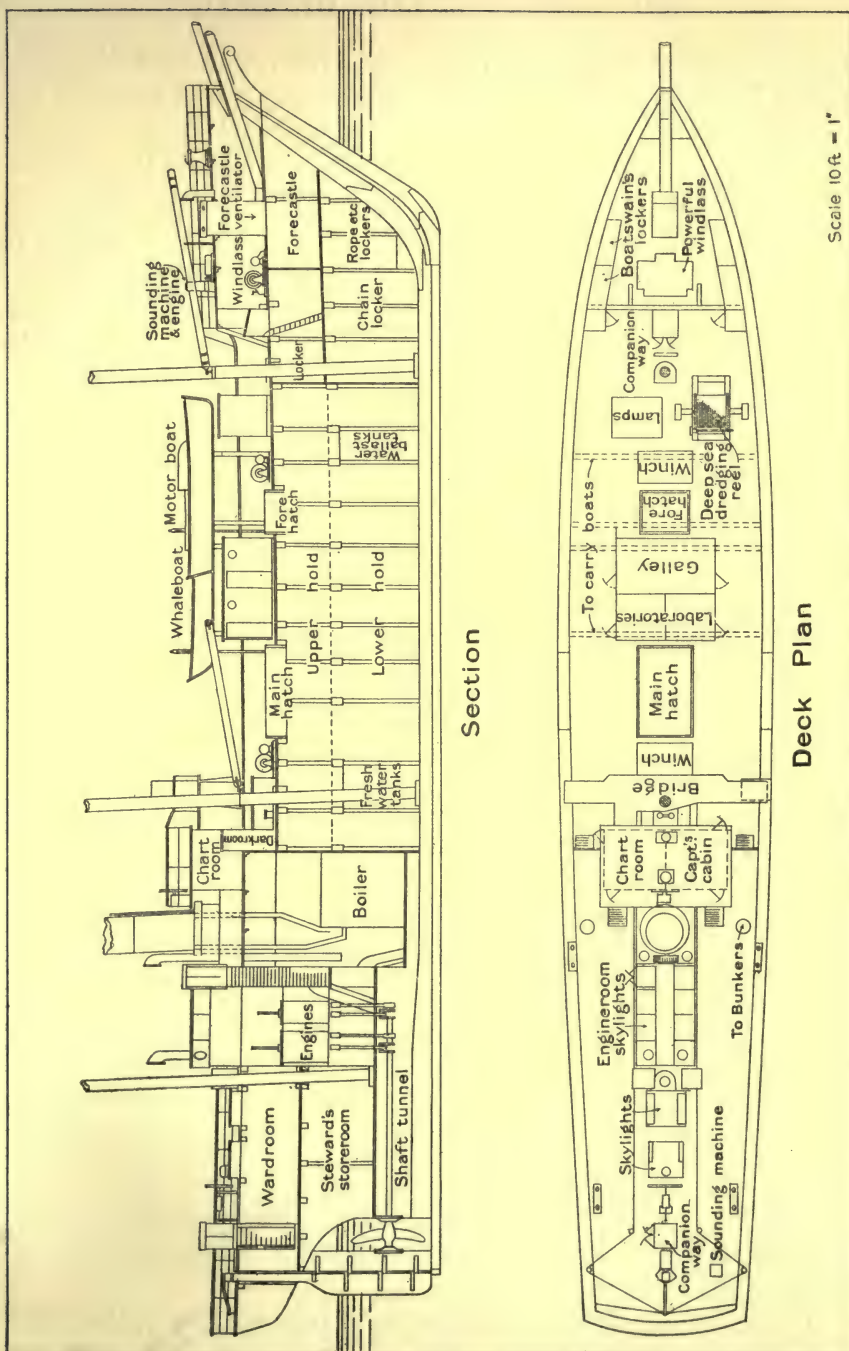 Sounding
machine
& engine
Forecastle
Windlass ventilator
Forecastle
Rope etc.
lockers
Chain
locker
Locker
Motor boat
Whaleboat
Water
ballast
tanks
Fore
hatch
Upper hold
Lower hold
Main
hatch
Fresh
water
tanks
Darkroom
Chart
room
Boiler
Engines
Wardroom
Steward's
storeroom
Shaft tunnel
Section
Boatswain's
lockers
Powerful
windlass
Companion
way
Lamps
Deep sea
dredging
reel
Winch
Fore
hatch
To carry boats
Galley
Laboratories
Main
hatch
Winch
Bridge
Chart
room
Capt's.
cabin
Engineroom
skylights
To Bunkers
Skylights
Companion
way
Sounding machine
Deck Plan
Scale 10ft = 1"